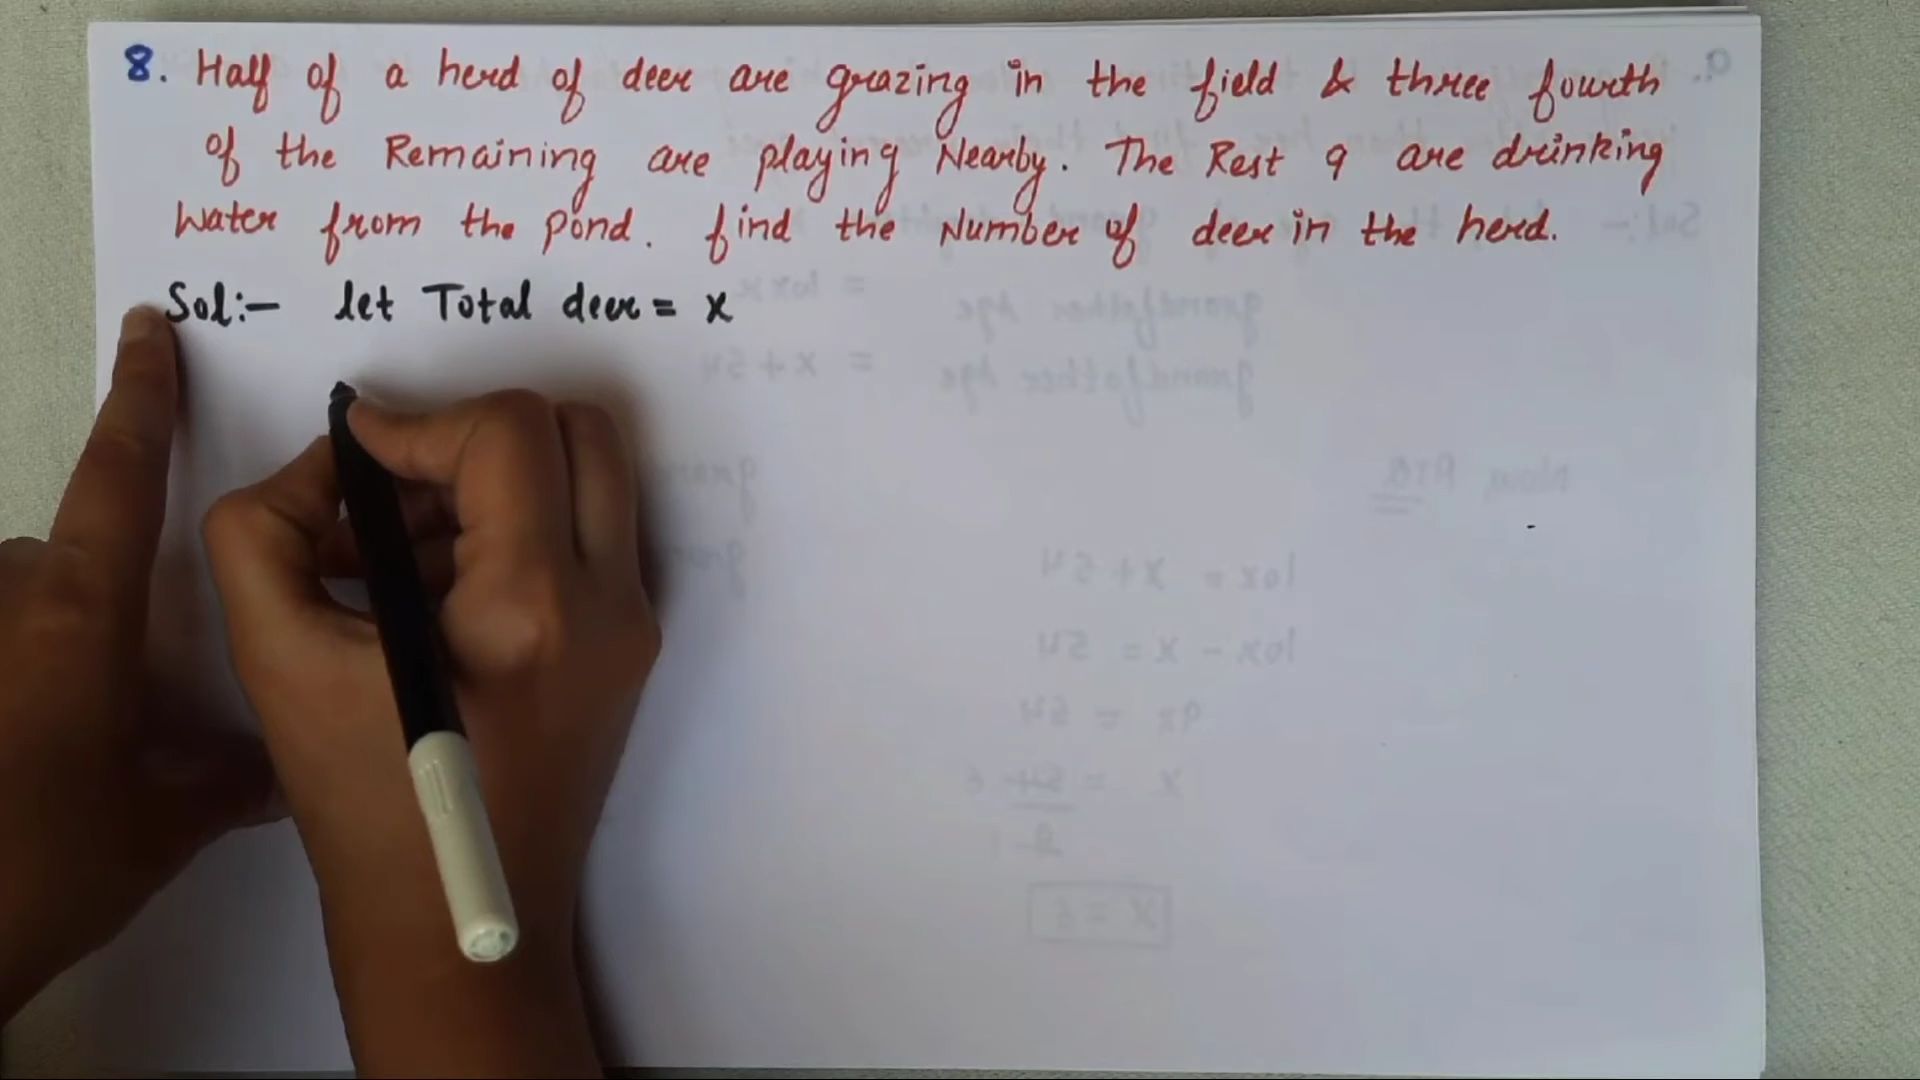 8. Half of a herd of deer are grazing in the field & three fourth
of the Remaining are playing Nearby. The Rest 9 are drinking
Water from the pond. find the Number of deer in the herd.
Sol:- let Total deer = x